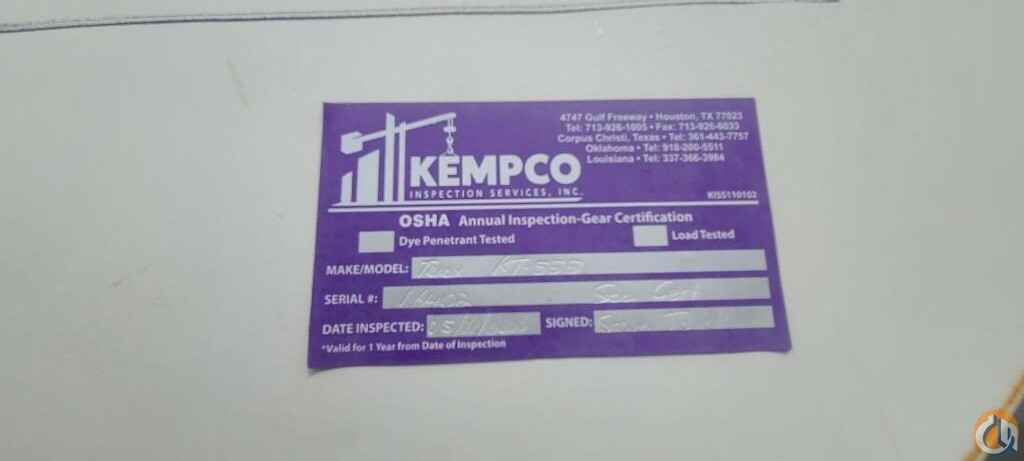 4747 Gulf Freeway • Houston, TX 77023
Tel: 713-926-1005 • Fax: 713-926-6033
Corpus Christi, Texas • Tel: 361-443-7757
Oklahoma • Tel: 918-200-5511
Louisiana • Tel: 337-366-3984
KEMPCO
INSPECTION SERVICES, INC.
KISS110102
OSHA Annual Inspection-Gear Certification
Dye Penetrant Tested
Load Tested
MAKE/MODEL:
SERIAL #:
DATE INSPECTED:
SIGNED:
*Valid for 1 Year from Date of Inspection